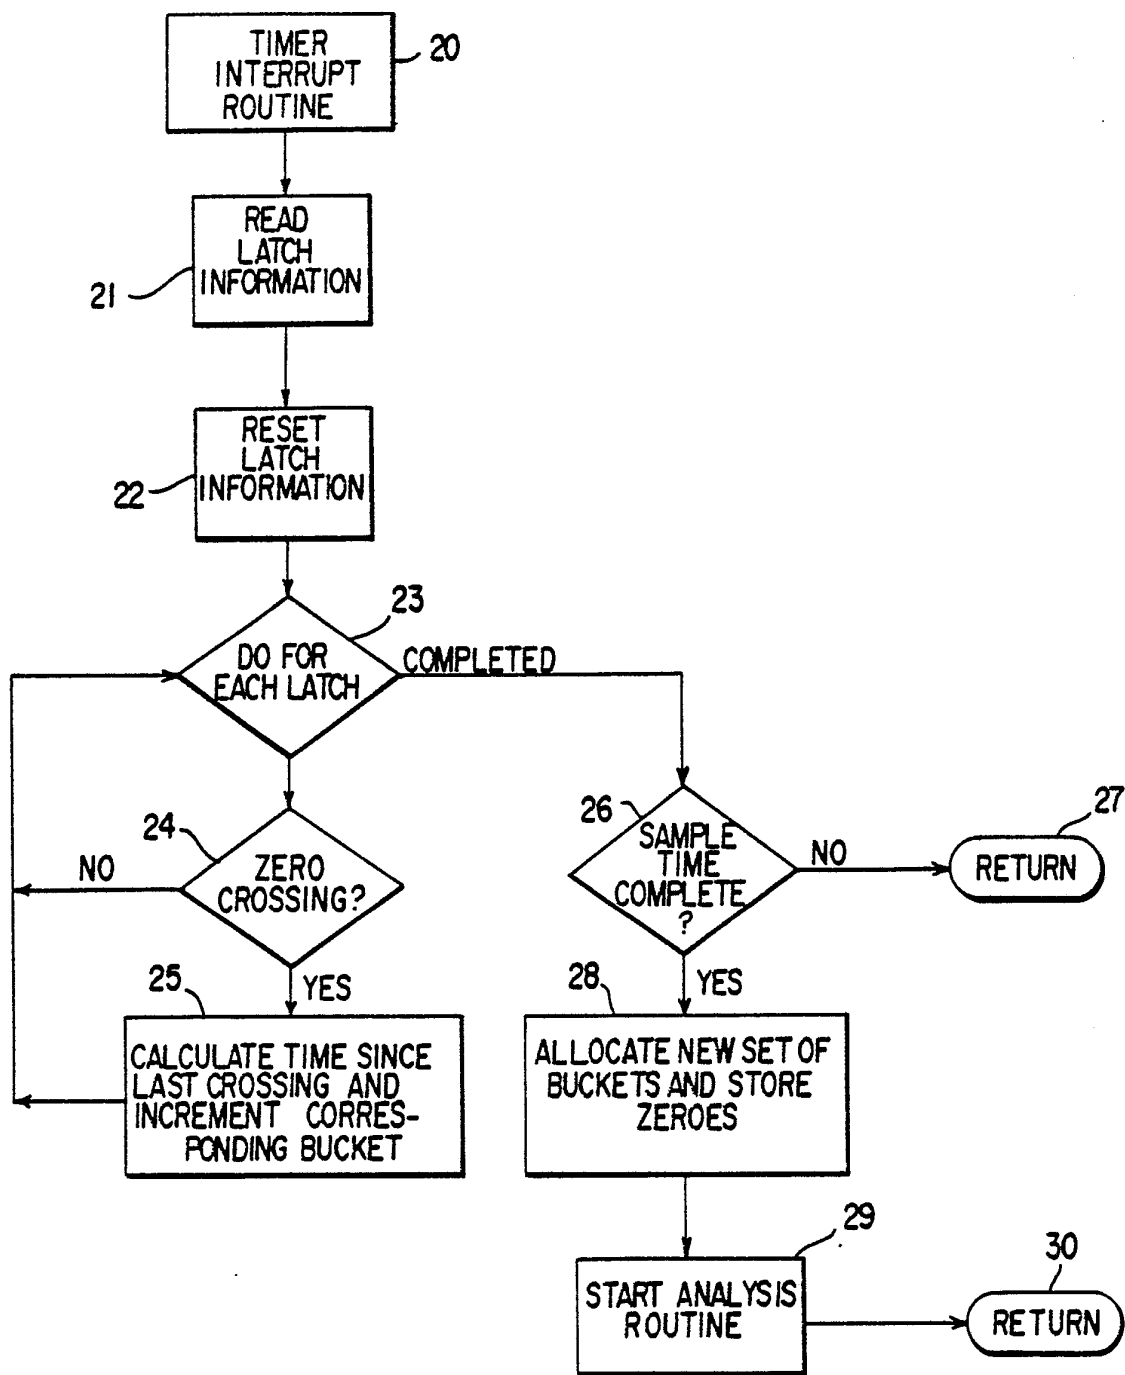 TIMER
INTERRUPT
ROUTINE
20
READ
LATCH
INFORMATION
21
RESET
LATCH
INFORMATION
22
23
DO FOR
EACH LATCH
COMPLETED
24
ZERO
CROSSING?
NO
YES
25
CALCULATE TIME SINCE
LAST CROSSING AND
INCREMENT CORRES-
PONDING BUCKET
26
SAMPLE
TIME
COMPLETE
?
NO
27
RETURN
YES
28
ALLOCATE NEW SET OF
BUCKETS AND STORE
ZEROES
29
START ANALYSIS
ROUTINE
30
RETURN